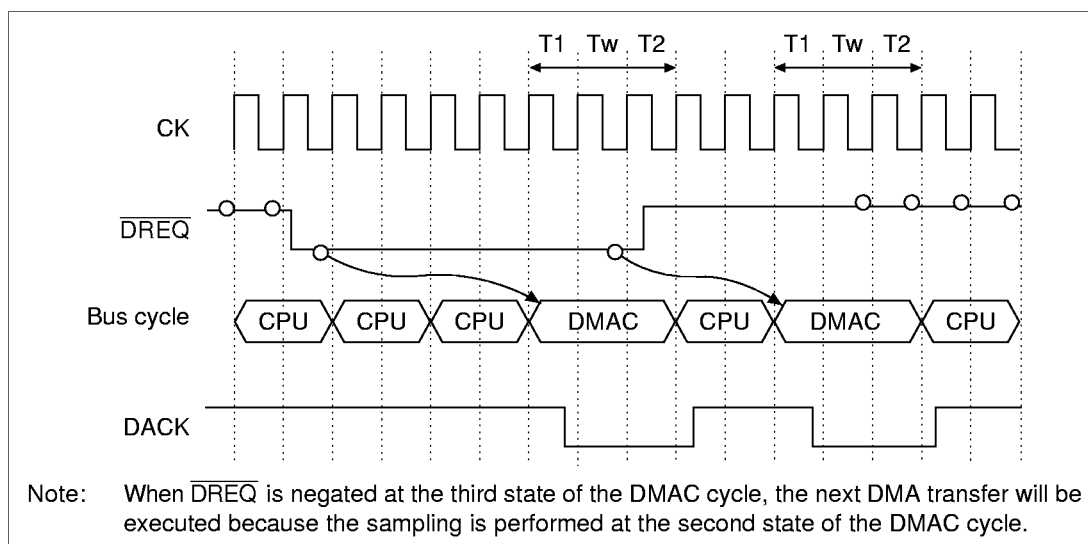 T1 Tw T2 T1 Tw T2
CK
DREQ
Bus cycle CPU CPU CPU DMAC CPU DMAC CPU
DACK
Note: When DREQ is negated at the third state of the DMAC cycle, the next DMA transfer will be
executed because the sampling is performed at the second state of the DMAC cycle.